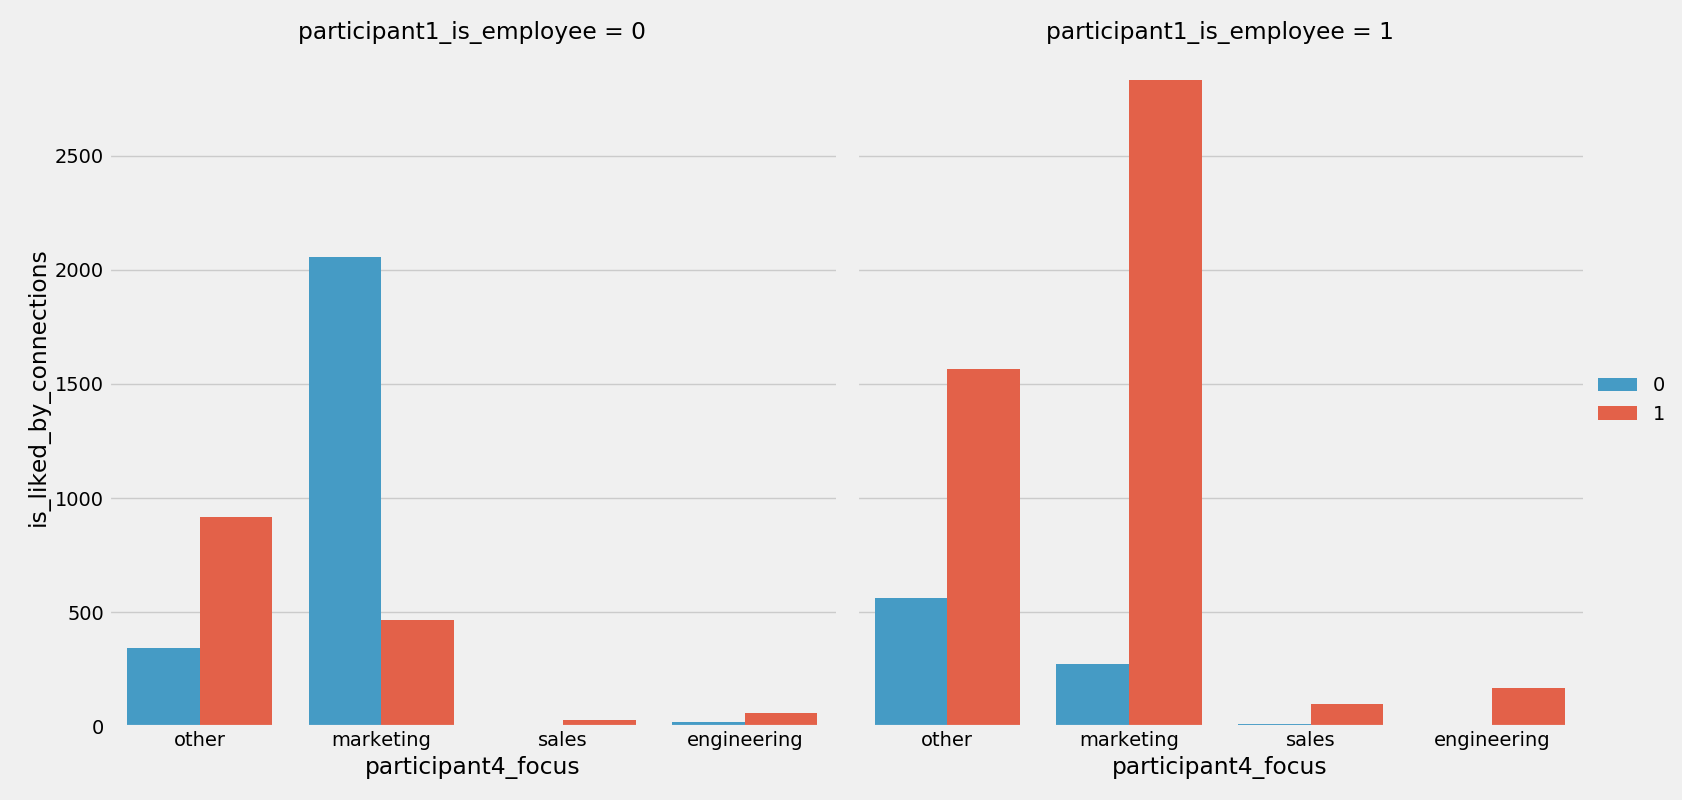 participant1_is_employee = 0
participant1_is_employee = 1
is_liked_by_connections
2500
2000
1500
1000
500
0
other
marketing
sales
engineering
participant4_focus
other
marketing
sales
engineering
participant4_focus
0
1